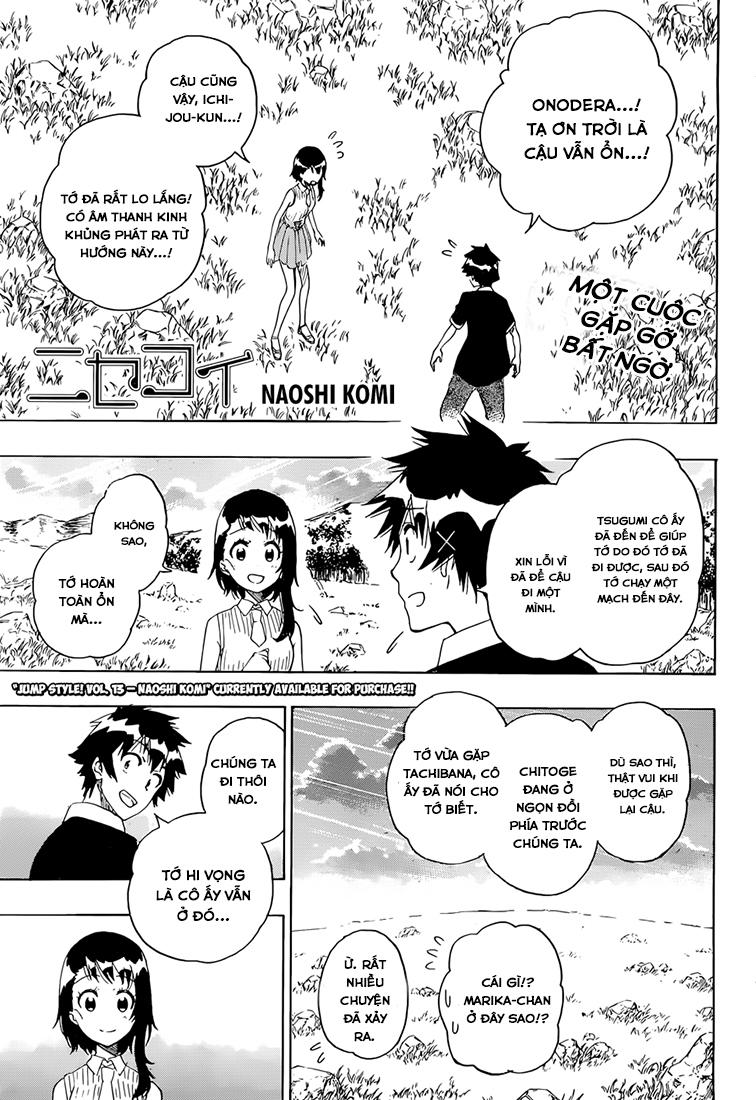 ONODERA...!
TẠ ƠN TRỜI LÀ
CẬU VẪN ỔN...!
CẬU CŨNG
VẬY, ICHI-
JOU-KUN...!
TỚ ĐÃ RẤT LO LẮNG!
CÓ ÂM THANH KINH
KHỦNG PHÁT RA TỪ
HƯỚNG NÀY...!
MỘT CUỘC
GẶP GỠ
BẤT NGỜ.
ニセコイ
NAOSHI KOMI
TSUGUMI CÔ ẤY
ĐÃ ĐẾN ĐỂ GIÚP
TỚ DO ĐÓ TỚ ĐÃ
ĐI ĐƯỢC, SAU ĐÓ
TỚ CHẠY MỘT
MẠCH ĐẾN ĐÂY.
XIN LỖI VÌ
ĐÃ ĐỂ CẬU
ĐI MỘT
MÌNH.
KHÔNG
SAO,
TỚ HOÀN
TOÀN ỔN
MÀ...
"JUMP STYLE! VOL. 13 – NAOSHI KOMI" CURRENTLY AVAILABLE FOR PURCHASE!!
DÙ SAO THÌ,
THẬT VUI KHI
ĐƯỢC GẶP
LẠI CẬU.
CHITOGE
ĐANG Ở
NGỌN ĐỒI
PHÍA TRƯỚC
CHÚNG TA.
TỚ VỪA GẶP
TACHIBANA, CÔ
ẤY ĐÃ NÓI CHO
TỚ BIẾT.
CÁI GÌ!?
MARIKA-CHAN
Ở ĐÂY SAO!?
Ừ. RẤT
NHIỀU
CHUYỆN
ĐÃ XẢY
RA.
CHÚNG TA
ĐI THÔI
NÀO.
TỚ HI VỌNG
LÀ CÔ ẤY VẪN
Ở ĐÓ...